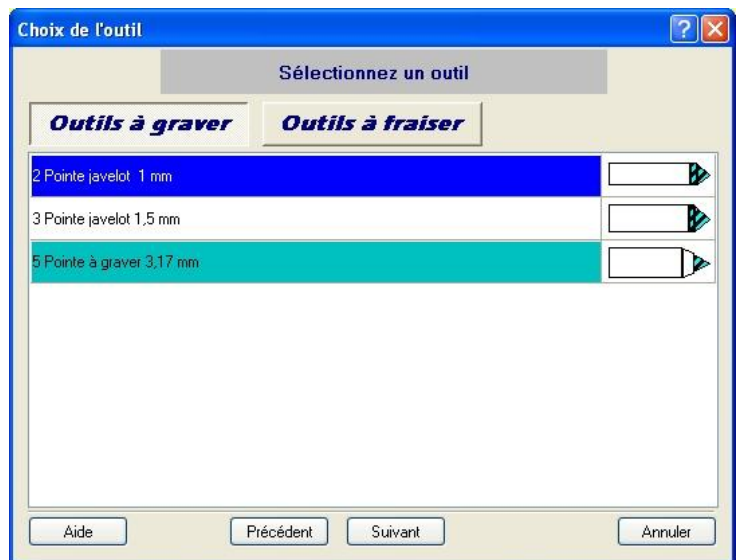 Choix de l'outil
Sélectionnez un outil
Outils à graver Outils à fraiser
2 Pointe javelot 1 mm
3 Pointe javelot 1,5 mm
5 Pointe à graver 3,17 mm
Aide Précédent Suivant Annuler